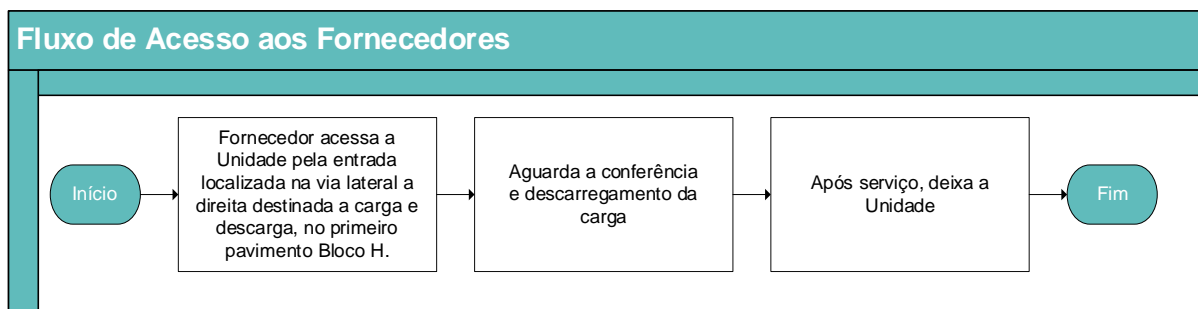 Fluxo de Acesso aos Fornecedores
Início
Fornecedor acessa a
Unidade pela entrada
localizada na via lateral a
direita destinada a carga e
descarga, no primeiro
pavimento Bloco H.
Aguarda a conferência
e descarregamento da
carga
Após serviço, deixa a
Unidade
Fim